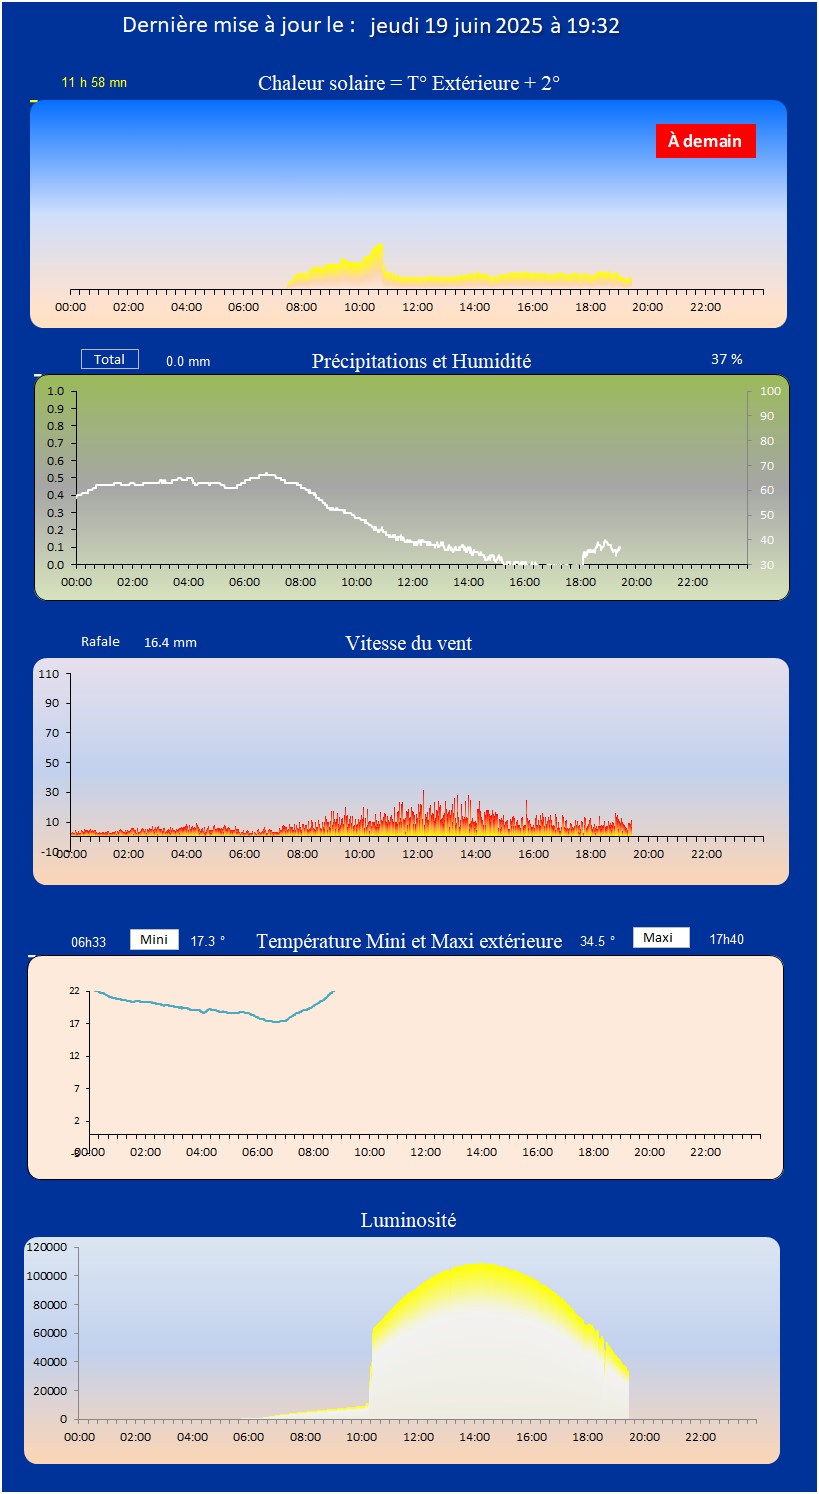 Dernière mise à jour le : jeudi 19 juin 2025 à 19:32
11 h 58 mn Chaleur solaire = T° Extérieure + 2°
À demain
00:00 02:00 04:00 06:00 08:00 10:00 12:00 14:00 16:00 18:00 20:00 22:00
Total 0.0 mm Précipitations et Humidité 37 %
1.0 100
0.9 90
0.8 80
0.7 70
0.6
0.5 60
0.4
0.3 50
0.2
0.1 40
0.0 30
00:00 02:00 04:00 06:00 08:00 10:00 12:00 14:00 16:00 18:00 20:00 22:00
Rafale 16.4 mm Vitesse du vent
110
90
70
50
30
10
-10 00:00 02:00 04:00 06:00 08:00 10:00 12:00 14:00 16:00 18:00 20:00 22:00
06h33 Mini 17.3 ° Température Mini et Maxi extérieure 34.5 ° Maxi 17h40
22
17
12
7
2
00:00 02:00 04:00 06:00 08:00 10:00 12:00 14:00 16:00 18:00 20:00 22:00
Luminosité
120000
100000
80000
60000
40000
20000
0
00:00 02:00 04:00 06:00 08:00 10:00 12:00 14:00 16:00 18:00 20:00 22:00